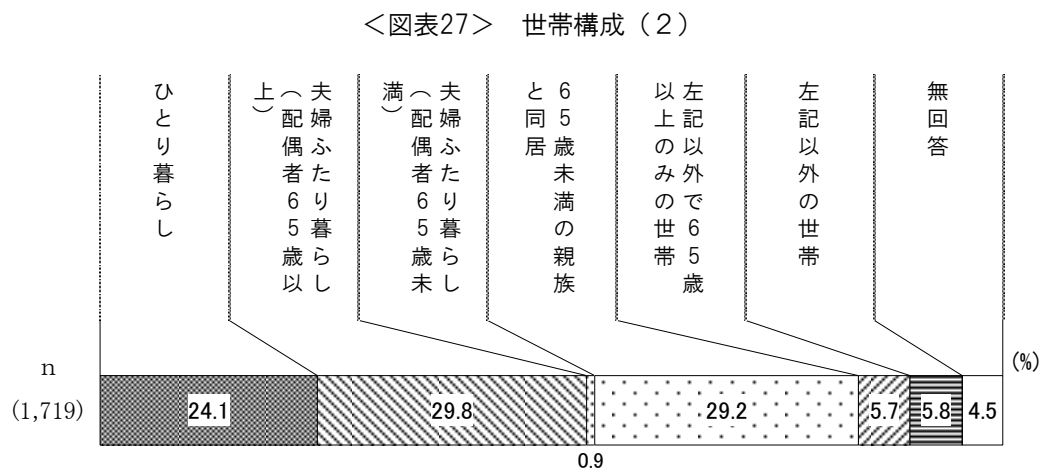 ＜図表27＞　世帯構成（２）
ひとり暮らし
夫婦ふたり暮らし
（配偶者６５歳以
上）
夫婦ふたり暮らし
（配偶者６５歳未
満）
６５歳未満の親族
と同居
左記以外で６５歳
以上のみの世帯
左記以外の世帯
無回答
n
(%)
(1,719)
24.1
29.8
0.9
29.2
5.7
5.8
4.5